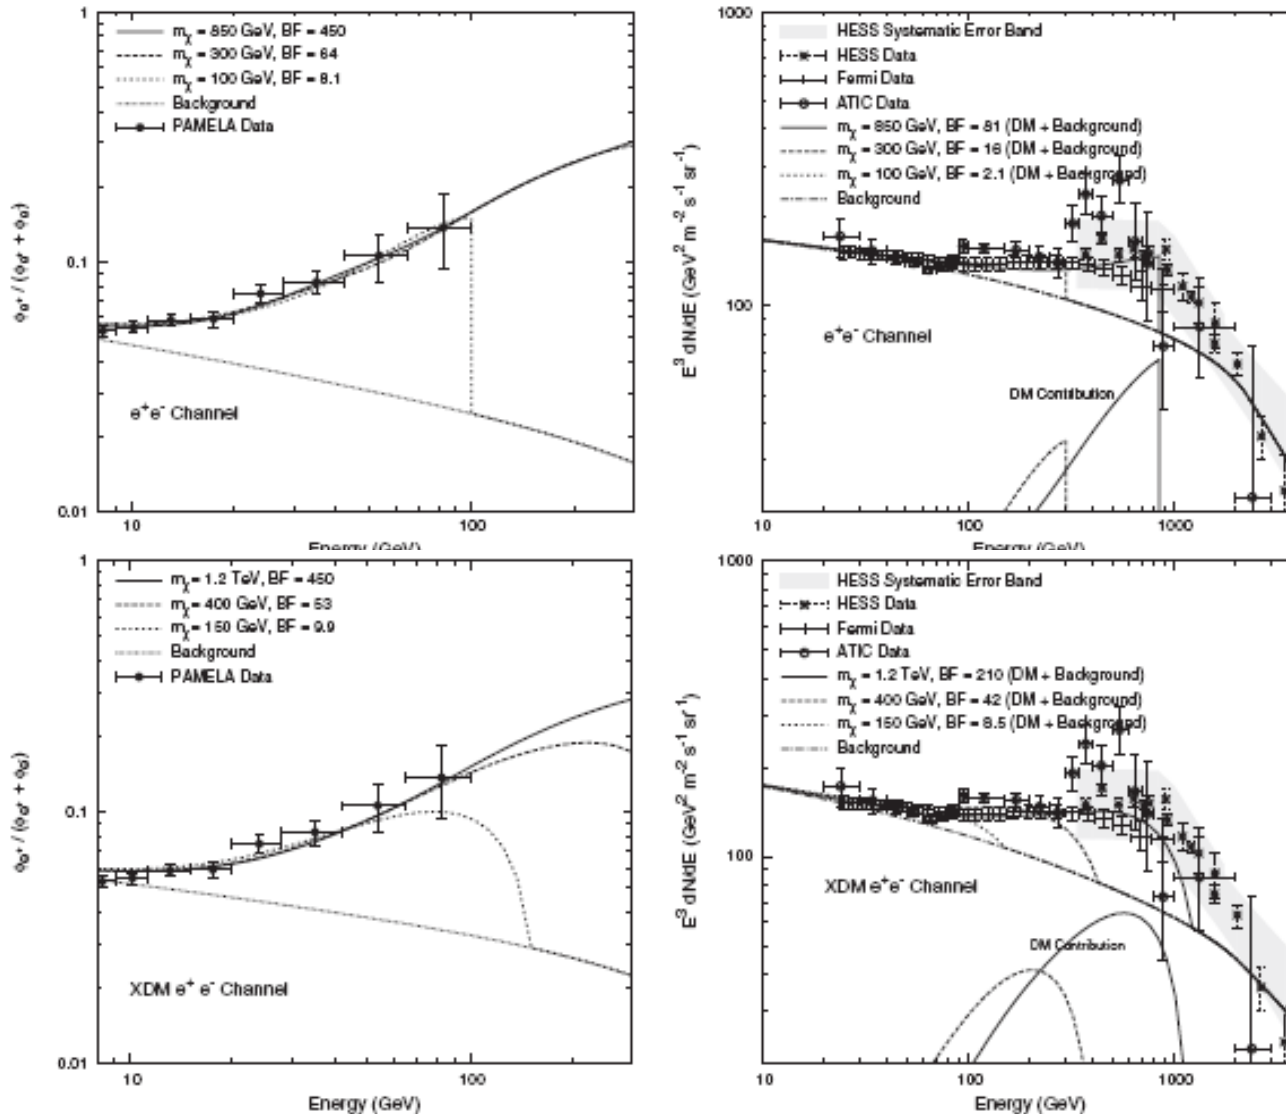 1
m_χ = 850 GeV, BF = 450
m_χ = 300 GeV, BF = 64
m_χ = 100 GeV, BF = 8.1
Background
PAMELA Data
0.1
e⁺e⁻ Channel
0.01
10
100
Energy (GeV)
1000
HESS Systematic Error Band
HESS Data
Fermi Data
ATIC Data
m_χ = 850 GeV, BF = 81 (DM + Background)
m_χ = 300 GeV, BF = 16 (DM + Background)
m_χ = 100 GeV, BF = 2.1 (DM + Background)
Background
E³ dN/dE (GeV² m⁻² s⁻¹ sr⁻¹)
100
e⁺e⁻ Channel
DM Contribution
10
100
1000
Energy (GeV)
1
m_χ = 1.2 TeV, BF = 450
m_χ = 400 GeV, BF = 53
m_χ = 150 GeV, BF = 9.9
Background
PAMELA Data
0.1
XDM e⁺ e⁻ Channel
0.01
10
100
Energy (GeV)
1000
HESS Systematic Error Band
HESS Data
Fermi Data
ATIC Data
m_χ = 1.2 TeV, BF = 210 (DM + Background)
m_χ = 400 GeV, BF = 42 (DM + Background)
m_χ = 150 GeV, BF = 8.5 (DM + Background)
Background
E³ dN/dE (GeV² m⁻² s⁻¹ sr⁻¹)
100
XDM e⁺e⁻ Channel
DM Contribution
10
100
1000
Energy (GeV)